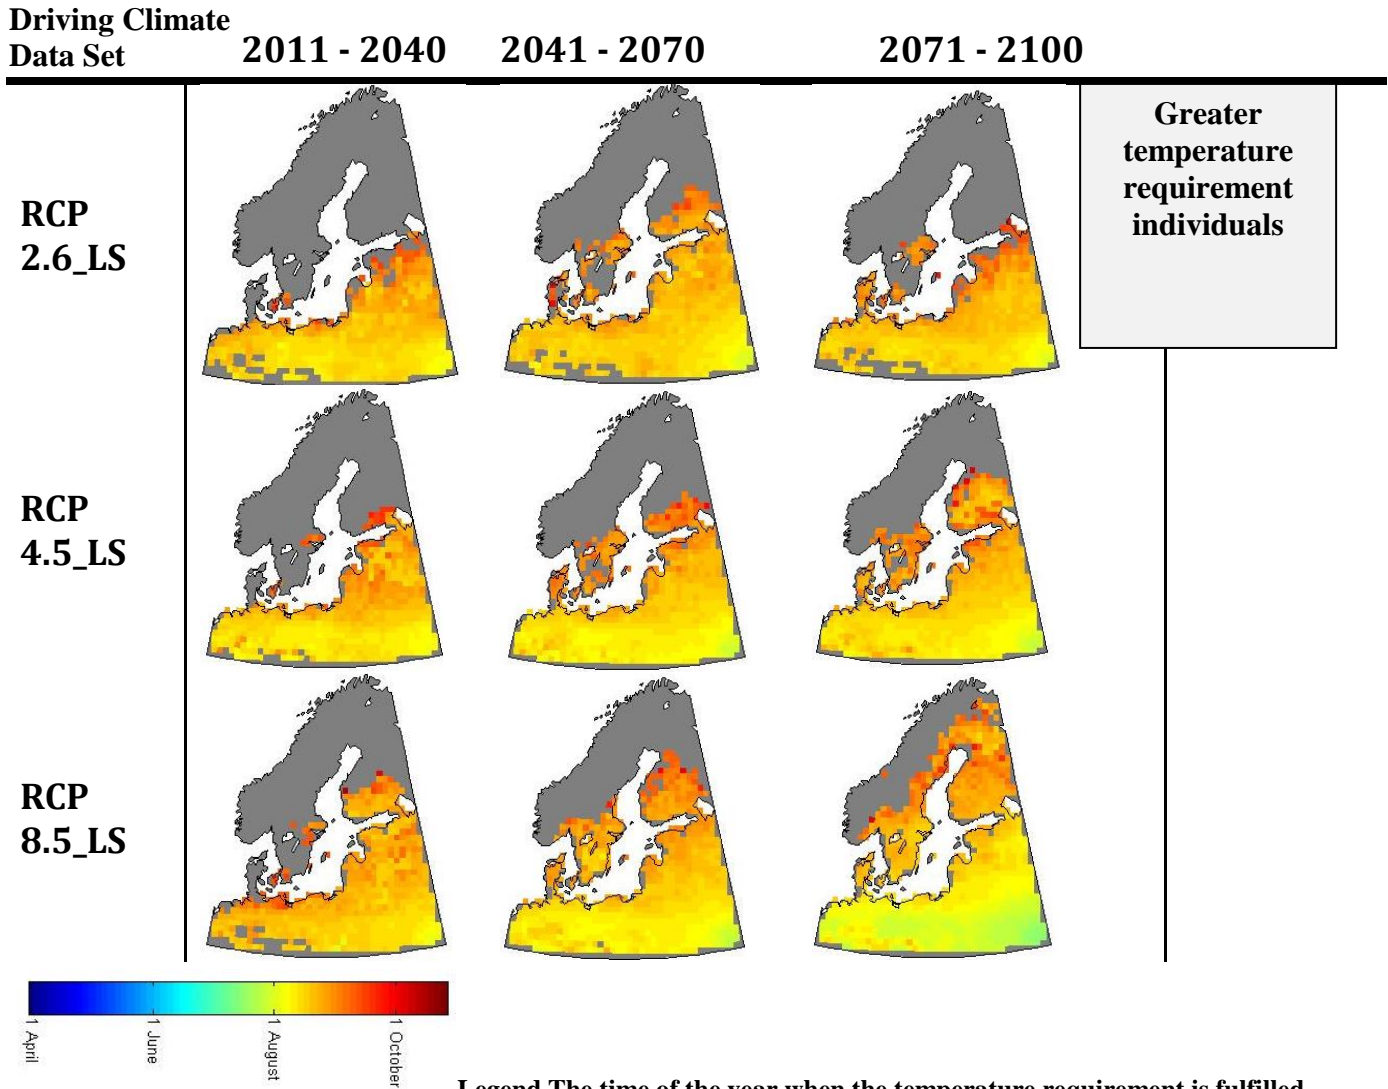 Driving Climate
Data Set
2011 - 2040
2041 - 2070
2071 - 2100
Greater
temperature
requirement
individuals
RCP
2.6_LS
RCP
4.5_LS
RCP
8.5_LS
1 April
1 June
1 August
1 October
Legend The time of the year when the temperature requirement is fulfilled